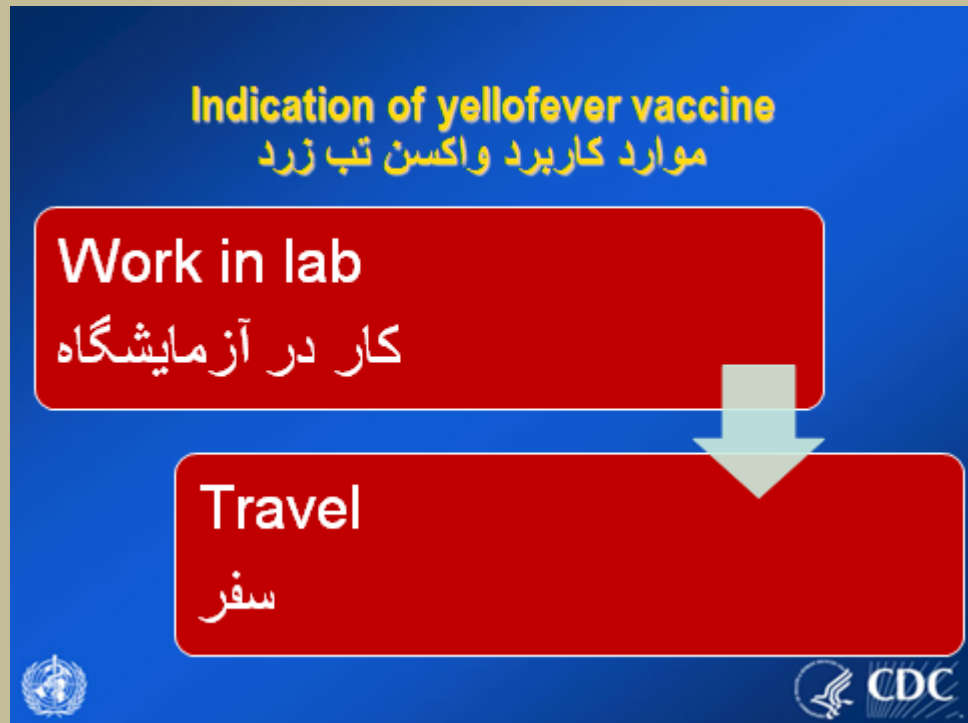 Indication of yellofever vaccine
موارد کاربرد واکسن تب زرد
Work in lab
کار در آزمایشگاه
Travel
سفر
CDC